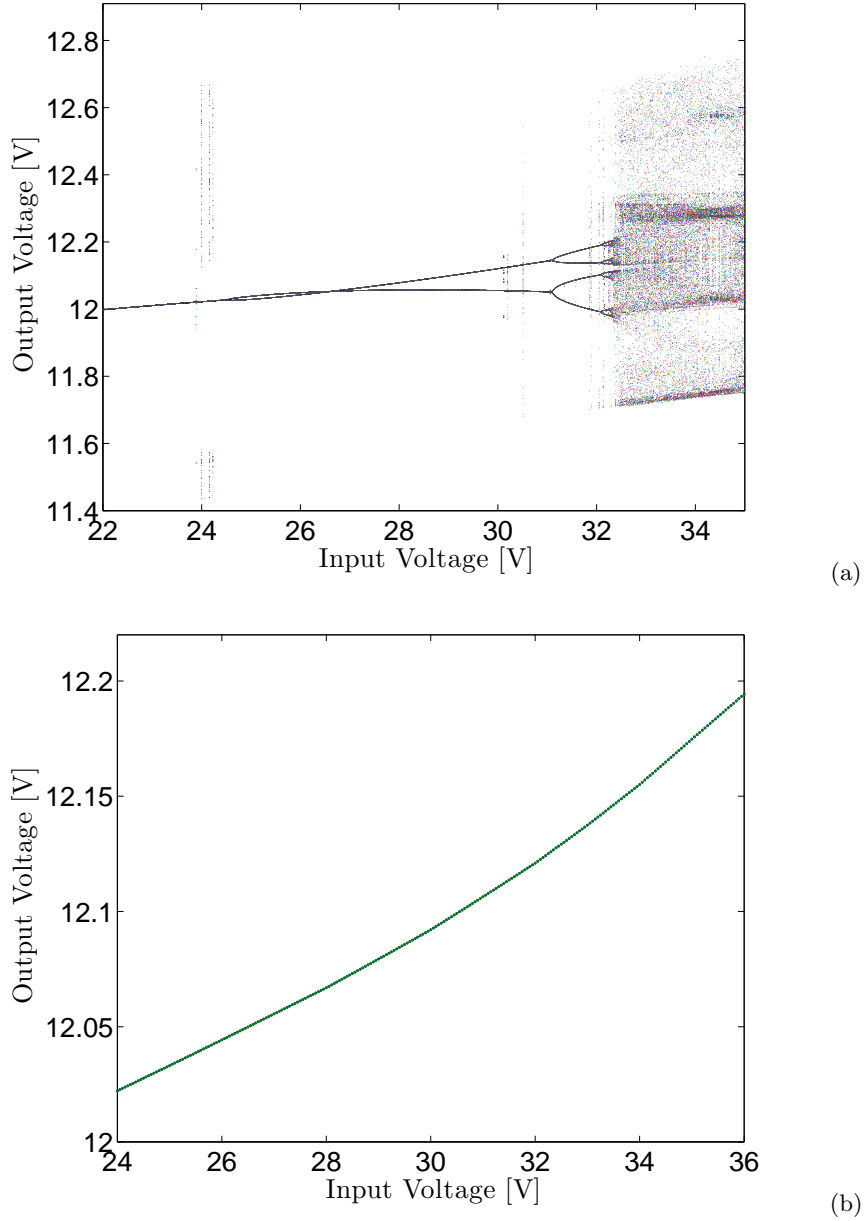 12.8
12.6
12.4
12.2
12
11.8
11.6
11.4
Output Voltage [V]
22 24 26 28 30 32 34
Input Voltage [V]
(a)
12.2
12.15
12.1
12.05
12
Output Voltage [V]
24 26 28 30 32 34 36
Input Voltage [V]
(b)